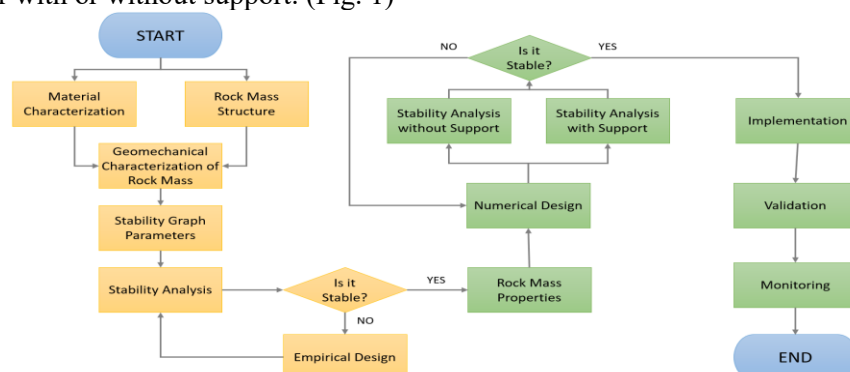 r with or without support. (Fig. 1)
START
Material
Characterization
Rock Mass
Structure
Geomechanical
Characterization of
Rock Mass
Stability Graph
Parameters
Stability Analysis
Is it
Stable?
YES
NO
Empirical Design
Rock Mass
Properties
Numerical Design
Stability Analysis
without Support
Stability Analysis
with Support
Is it
Stable?
NO
YES
Implementation
Validation
Monitoring
END